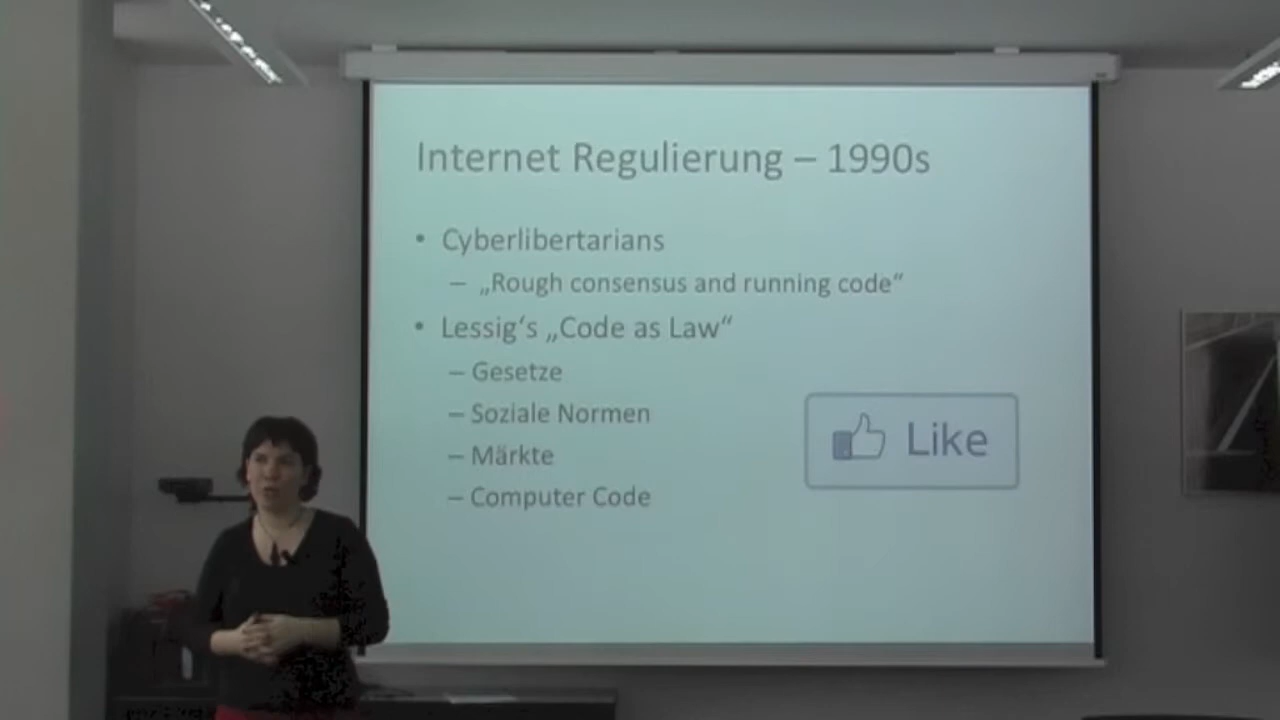 Internet Regulierung – 1990s
• Cyberlibertarians
– „Rough consensus and running code“
• Lessig‘s „Code as Law“
– Gesetze
– Soziale Normen
– Märkte
– Computer Code
Like